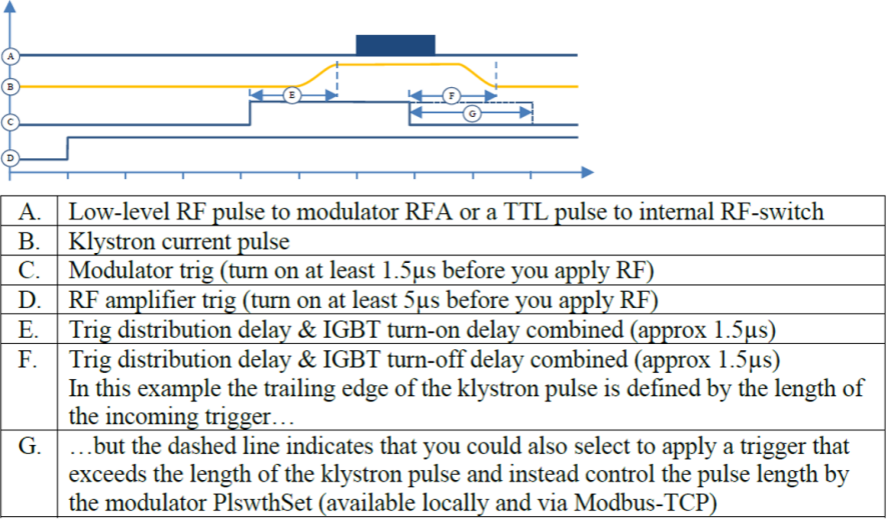 A
B
E
F
C
G
D
A. Low-level RF pulse to modulator RFA or a TTL pulse to internal RF-switch
B. Klystron current pulse
C. Modulator trig (turn on at least 1.5µs before you apply RF)
D. RF amplifier trig (turn on at least 5µs before you apply RF)
E. Trig distribution delay & IGBT turn-on delay combined (approx 1.5µs)
F. Trig distribution delay & IGBT turn-off delay combined (approx 1.5µs)
In this example the trailing edge of the klystron pulse is defined by the length of
the incoming trigger…
G. …but the dashed line indicates that you could also select to apply a trigger that
exceeds the length of the klystron pulse and instead control the pulse length by
the modulator PlswthSet (available locally and via Modbus-TCP)